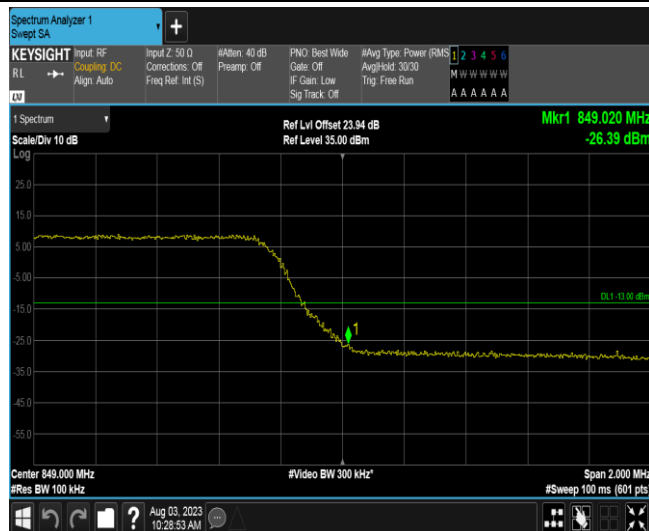 Spectrum Analyzer 1
Swept SA
KEYSIGHT
RL
LXI
Input: RF
Coupling: DC
Align: Auto
Input Z: 50 Ω
Corrections: Off
Freq Ref: Int (S)
#Atten: 40 dB
Preamp: Off
PNO: Best Wide
Gate: Off
IF Gain: Low
Sig Track: Off
#Avg Type: Power (RMS
Avg|Hold: 30/30
Trig: Free Run
1 2 3 4 5 6
M W W W W W
A A A A A A
1 Spectrum
Scale/Div 10 dB
Ref Lvl Offset 23.94 dB
Ref Level 35.00 dBm
Mkr1 849.020 MHz
-26.39 dBm
Log
25.0
15.0
5.00
-5.00
DL1 -13.00 dBm
-15.0
1
-25.0
-35.0
-45.0
-55.0
Center 849.000 MHz
#Video BW 300 kHz*
Span 2.000 MHz
#Res BW 100 kHz
#Sweep 100 ms (601 pts)
?
Aug 03, 2023
10:28:53 AM